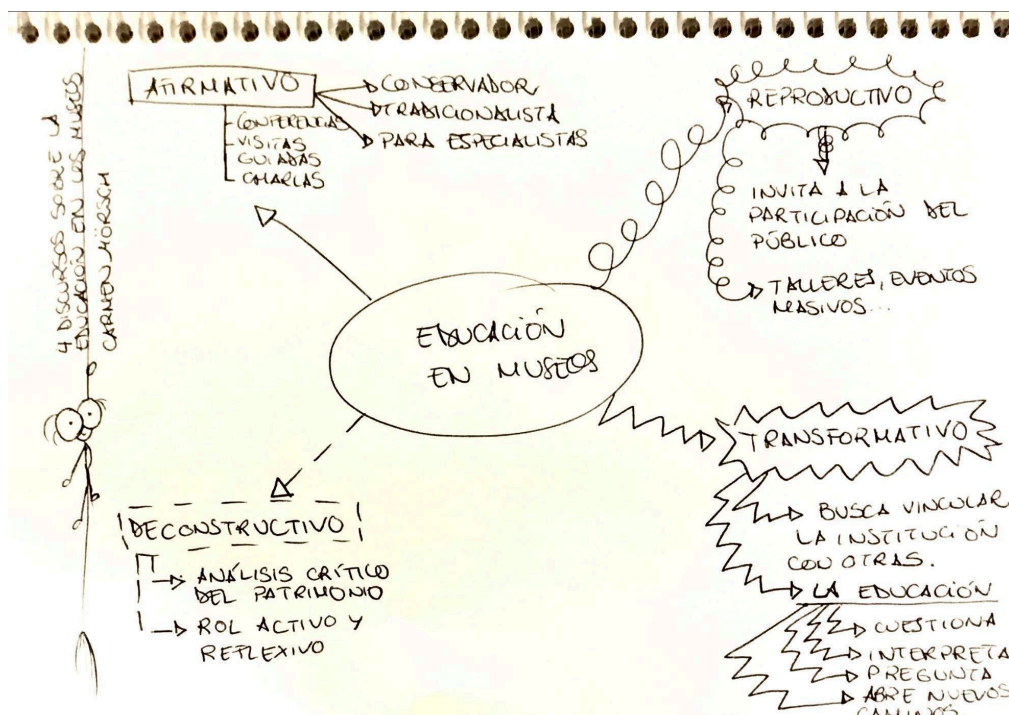 4 DISCURSOS SOBRE LA
EDUCACIÓN EN LOS MUSEOS
CARMEN MÖRSCH
AFIRMATIVO
CONSERVADOR
TRADICIONALISTA
PARA ESPECIALISTAS
CONFERENCIAS
VISITAS
GUIADAS
CHARLAS
REPRODUCTIVO
INVITA A LA
PARTICIPACIÓN DEL
PÚBLICO
TALLERES, EVENTOS
MASIVOS...
EDUCACIÓN
EN MUSEOS
TRANSFORMATIVO
BUSCA VINCULAR
LA INSTITUCIÓN
CON OTRAS.
LA EDUCACIÓN
CUESTIONA
INTERPRETA
PREGUNTA
ABRE NUEVOS
CAMINOS
DECONSTRUCTIVO
ANÁLISIS CRÍTICO
DEL PATRIMONIO
ROL ACTIVO Y
REFLEXIVO